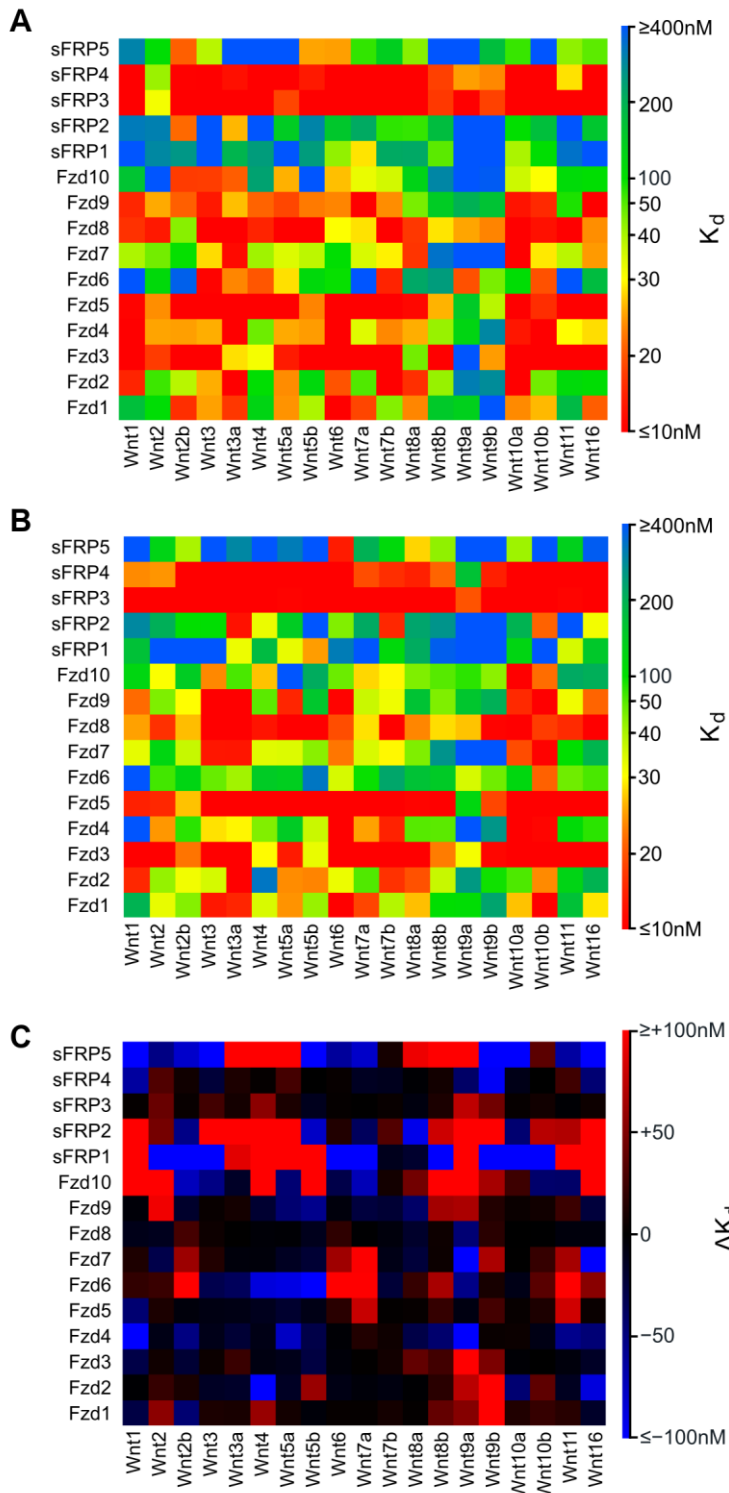 A
sFRP5
sFRP4
sFRP3
sFRP2
sFRP1
Fzd10
Fzd9
Fzd8
Fzd7
Fzd6
Fzd5
Fzd4
Fzd3
Fzd2
Fzd1
Wnt1
Wnt2
Wnt2b
Wnt3
Wnt3a
Wnt4
Wnt5a
Wnt5b
Wnt6
Wnt7a
Wnt7b
Wnt8a
Wnt8b
Wnt9a
Wnt9b
Wnt10a
Wnt10b
Wnt11
Wnt16
≥400nM
200
100
50
40
30
20
≤10nM
Kd
B
sFRP5
sFRP4
sFRP3
sFRP2
sFRP1
Fzd10
Fzd9
Fzd8
Fzd7
Fzd6
Fzd5
Fzd4
Fzd3
Fzd2
Fzd1
Wnt1
Wnt2
Wnt2b
Wnt3
Wnt3a
Wnt4
Wnt5a
Wnt5b
Wnt6
Wnt7a
Wnt7b
Wnt8a
Wnt8b
Wnt9a
Wnt9b
Wnt10a
Wnt10b
Wnt11
Wnt16
≥400nM
200
100
50
40
30
20
≤10nM
Kd
C
sFRP5
sFRP4
sFRP3
sFRP2
sFRP1
Fzd10
Fzd9
Fzd8
Fzd7
Fzd6
Fzd5
Fzd4
Fzd3
Fzd2
Fzd1
Wnt1
Wnt2
Wnt2b
Wnt3
Wnt3a
Wnt4
Wnt5a
Wnt5b
Wnt6
Wnt7a
Wnt7b
Wnt8a
Wnt8b
Wnt9a
Wnt9b
Wnt10a
Wnt10b
Wnt11
Wnt16
≥+100nM
+50
0
−50
≤−100nM